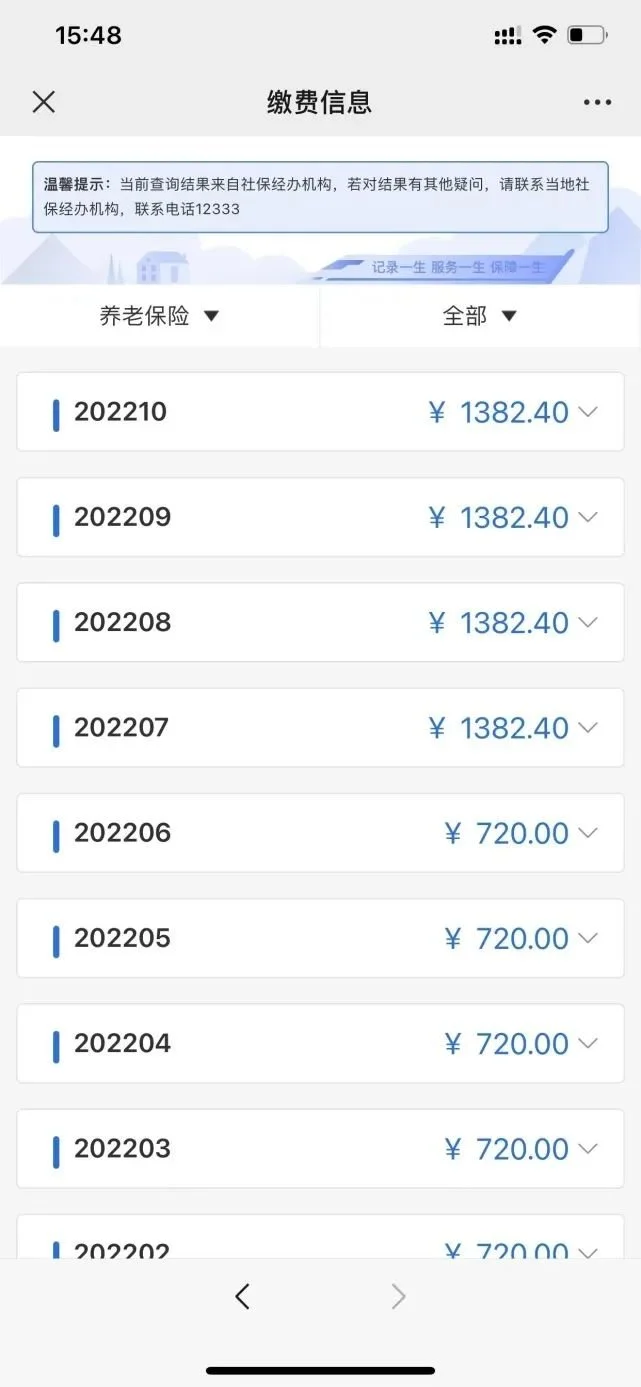 15:48
缴费信息
温馨提示：当前查询结果来自社保经办机构，若对结果有其他疑问，请联系当地社
保经办机构，联系电话12333
记录一生 服务一生 保障一生
养老保险 ▼ 全部 ▼
202210 ¥ 1382.40
202209 ¥ 1382.40
202208 ¥ 1382.40
202207 ¥ 1382.40
202206 ¥ 720.00
202205 ¥ 720.00
202204 ¥ 720.00
202203 ¥ 720.00
202202 ¥ 720.00